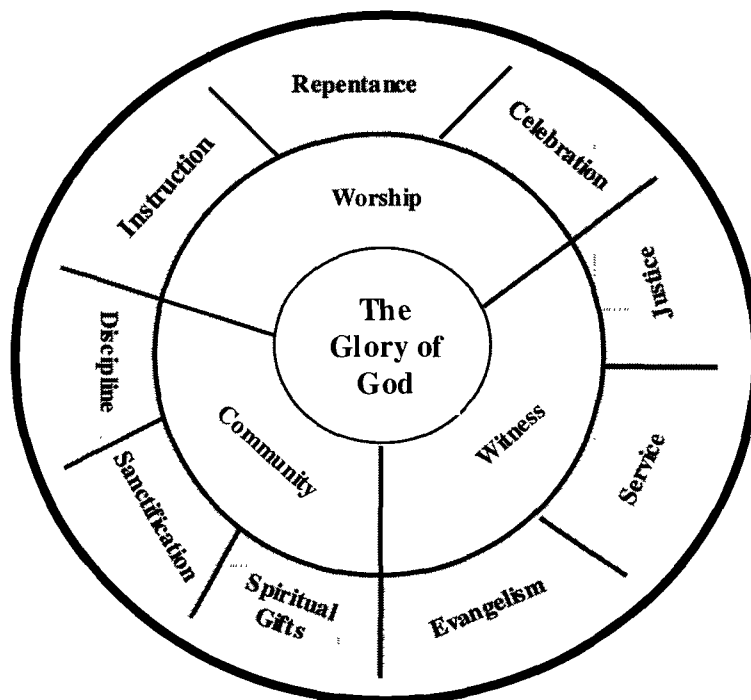 Repentance
Celebration
Instruction
Worship
Justice
The
Glory of
God
Discipline
Community
Witness
Service
Sanctification
Spiritual
Gifts
Evangelism